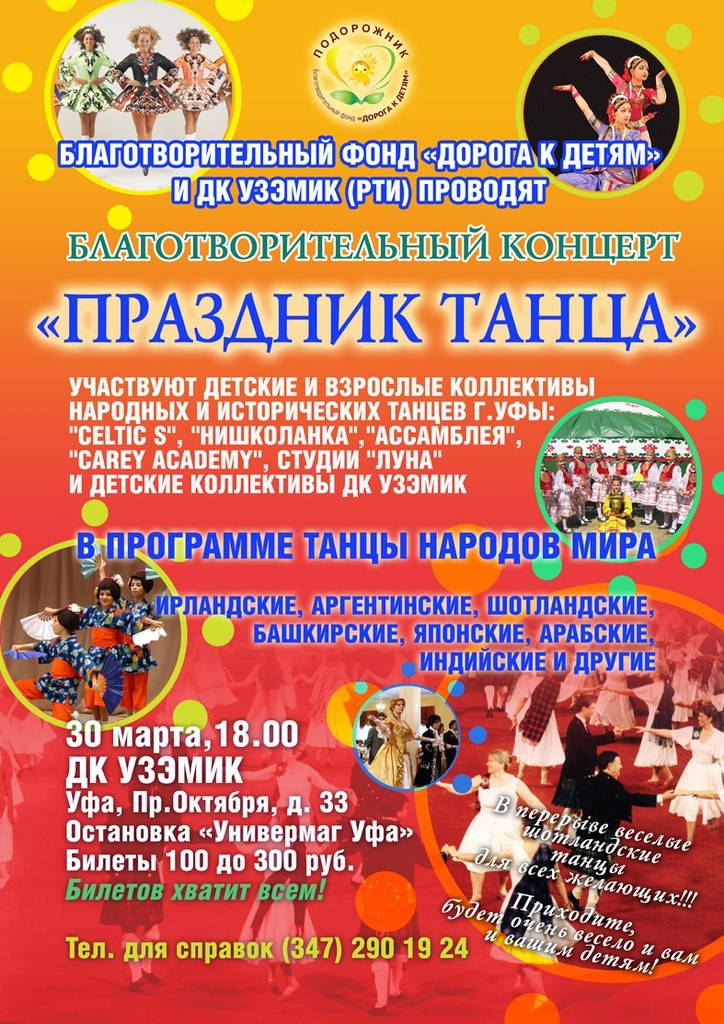 ПОДОРОЖНИК
Благотворительный фонд «ДОРОГА К ДЕТЯМ»
БЛАГОТВОРИТЕЛЬНЫЙ ФОНД «ДОРОГА К ДЕТЯМ»
И ДК УЗЭМИК (РТИ) ПРОВОДЯТ
БЛАГОТВОРИТЕЛЬНЫЙ КОНЦЕРТ
«ПРАЗДНИК ТАНЦА»
УЧАСТВУЮТ ДЕТСКИЕ И ВЗРОСЛЫЕ КОЛЛЕКТИВЫ
НАРОДНЫХ И ИСТОРИЧЕСКИХ ТАНЦЕВ Г.УФЫ:
"CELTIC S", "НИШКОЛАНКА","АССАМБЛЕЯ",
"CAREY ACADEMY", СТУДИИ "ЛУНА"
И ДЕТСКИЕ КОЛЛЕКТИВЫ ДК УЗЭМИК
В ПРОГРАММЕ ТАНЦЫ НАРОДОВ МИРА
ИРЛАНДСКИЕ, АРГЕНТИНСКИЕ, ШОТЛАНДСКИЕ,
БАШКИРСКИЕ, ЯПОНСКИЕ, АРАБСКИЕ,
ИНДИЙСКИЕ И ДРУГИЕ
30 марта,18.00
ДК УЗЭМИК
Уфа, Пр.Октября, д. 33
Остановка «Универмаг Уфа»
Билеты 100 до 300 руб.
Билетов хватит всем!
Тел. для справок (347) 290 19 24
В перерыве веселые
шотландские
танцы
для всех желающих!!!
Приходите,
будет очень весело и вам
и вашим детям!